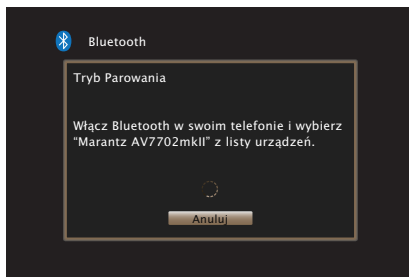 Bluetooth
Tryb Parowania
Włącz Bluetooth w swoim telefonie i wybierz
“Marantz AV7702mkII” z listy urządzeń.
Anuluj